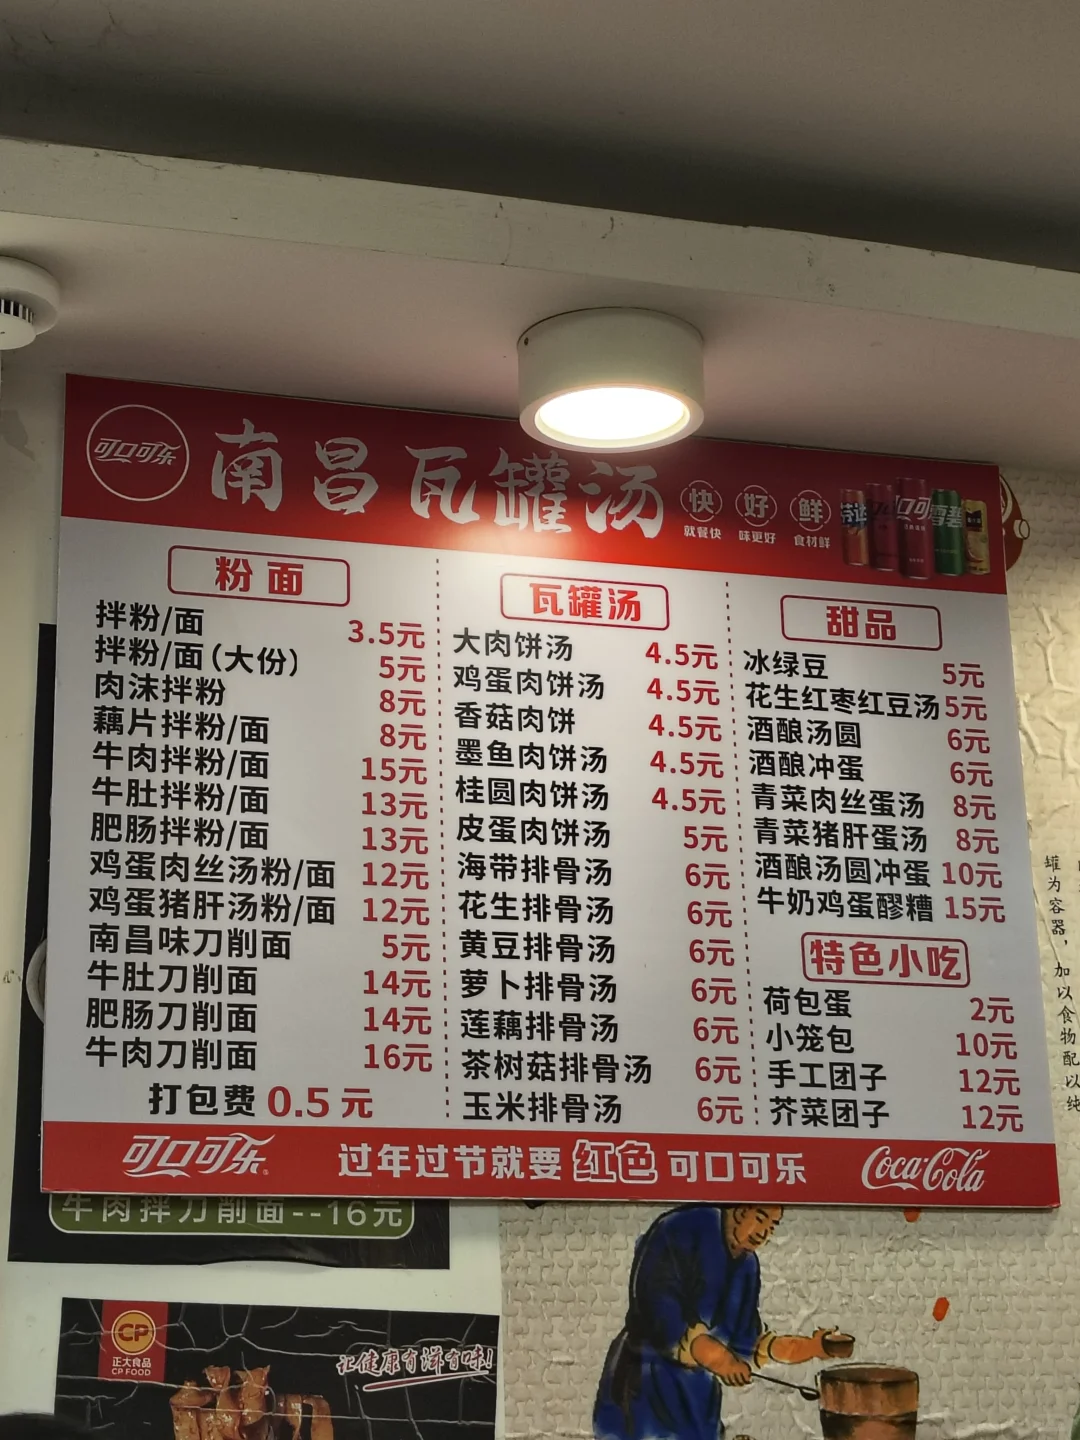 可口可乐
南昌瓦罐汤
快 好 鲜
就餐快 味更好 食材鲜
粉面
拌粉/面 3.5元
拌粉/面(大份) 5元
肉沫拌粉 8元
藕片拌粉/面 8元
牛肉拌粉/面 15元
牛肚拌粉/面 13元
肥肠拌粉/面 13元
鸡蛋肉丝汤粉/面 12元
鸡蛋猪肝汤粉/面 12元
南昌味刀削面 5元
牛肚刀削面 14元
肥肠刀削面 14元
牛肉刀削面 16元
打包费 0.5元
瓦罐汤
大肉饼汤 4.5元
鸡蛋肉饼汤 4.5元
香菇肉饼 4.5元
墨鱼肉饼汤 4.5元
桂圆肉饼汤 4.5元
皮蛋肉饼汤 5元
海带排骨汤 6元
花生排骨汤 6元
黄豆排骨汤 6元
萝卜排骨汤 6元
莲藕排骨汤 6元
茶树菇排骨汤 6元
玉米排骨汤 6元
甜品
冰绿豆 5元
花生红枣红豆汤 5元
酒酿汤圆 6元
酒酿冲蛋 6元
青菜肉丝蛋汤 8元
青菜猪肝蛋汤 8元
酒酿汤圆冲蛋 10元
牛奶鸡蛋醪糟 15元
特色小吃
荷包蛋 2元
小笼包 10元
手工团子 12元
芥菜团子 12元
可口可乐 过年过节就要红色可口可乐 Coca-Cola
牛肉拌刀削面--16元
CP
正大食品
CP FOOD
让健康有滋有味!
罐为容器，
加以食物配以纯